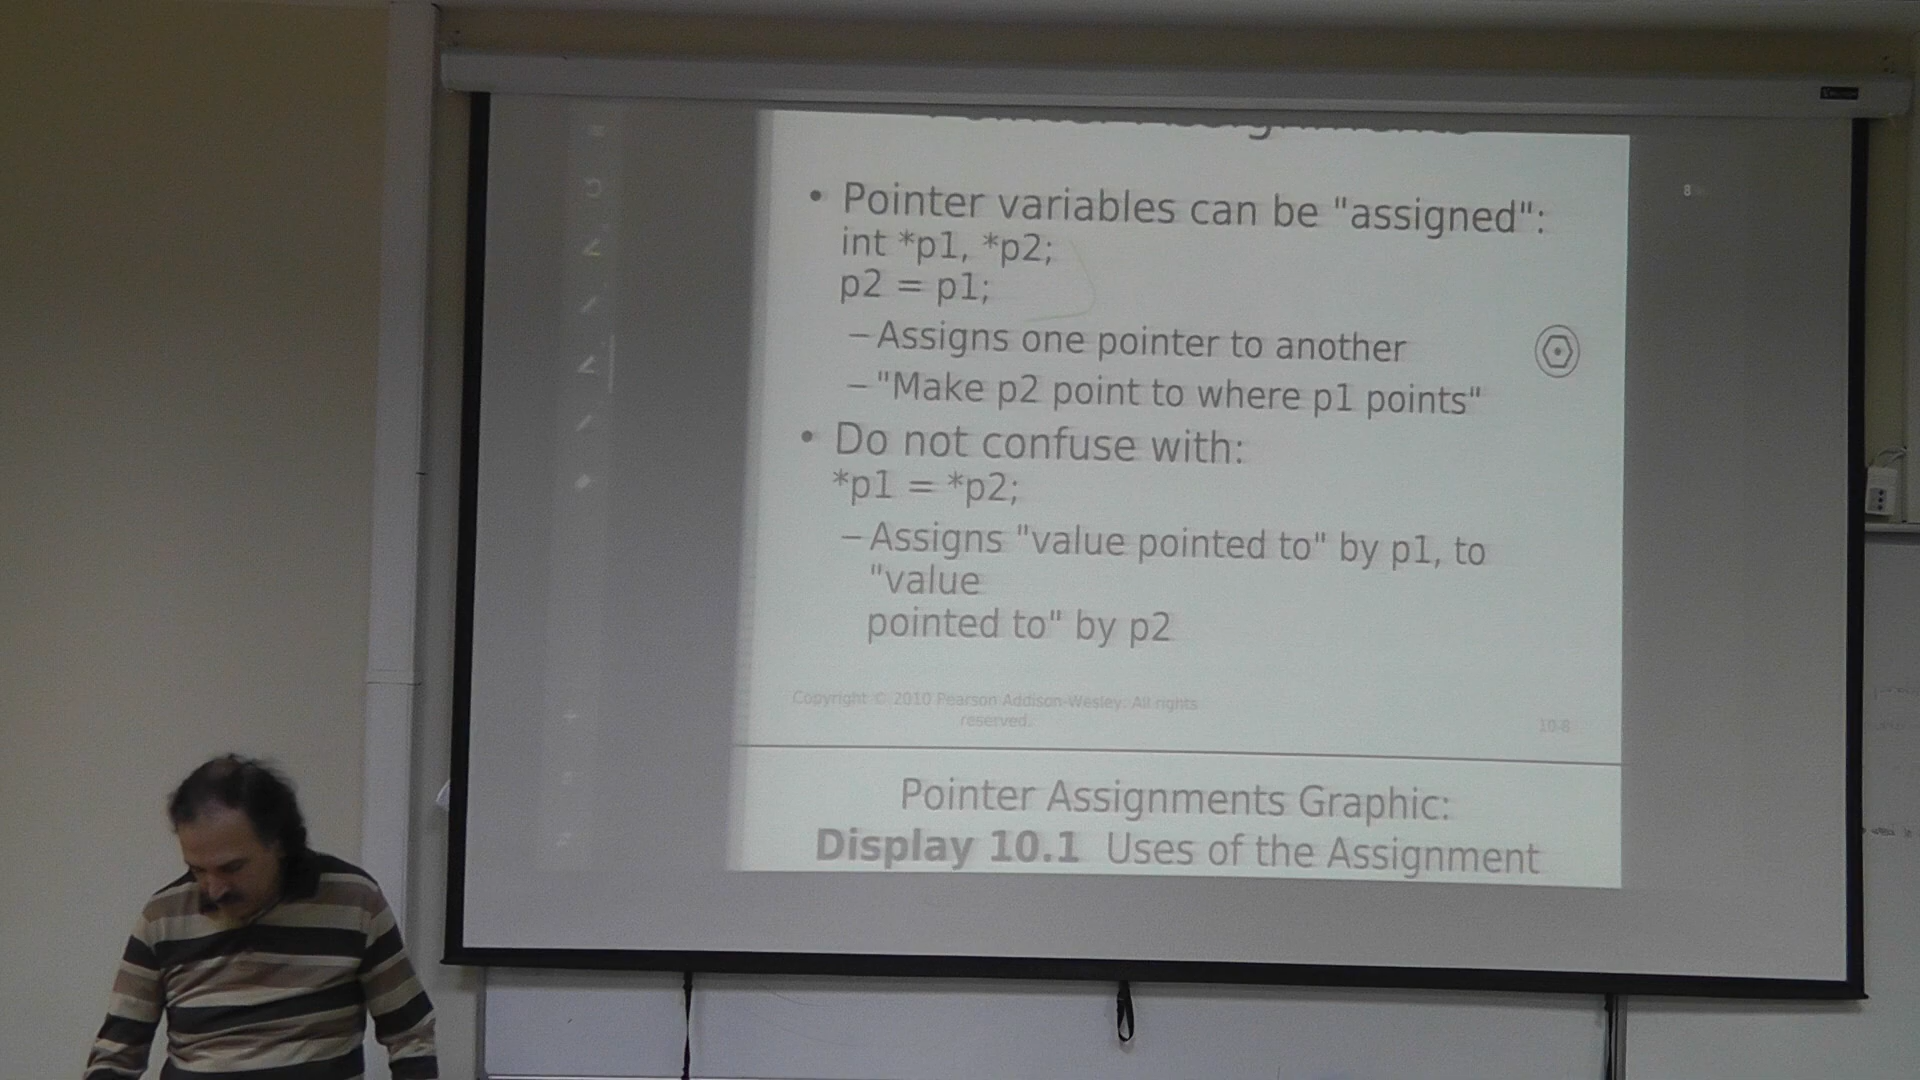 Pointer Assignments
• Pointer variables can be "assigned":
int *p1, *p2;
p2 = p1;
– Assigns one pointer to another
– "Make p2 point to where p1 points"
• Do not confuse with:
*p1 = *p2;
– Assigns "value pointed to" by p1, to
"value
pointed to" by p2
Copyright © 2010 Pearson Addison-Wesley. All rights
reserved.
10-8
Pointer Assignments Graphic:
Display 10.1 Uses of the Assignment
8